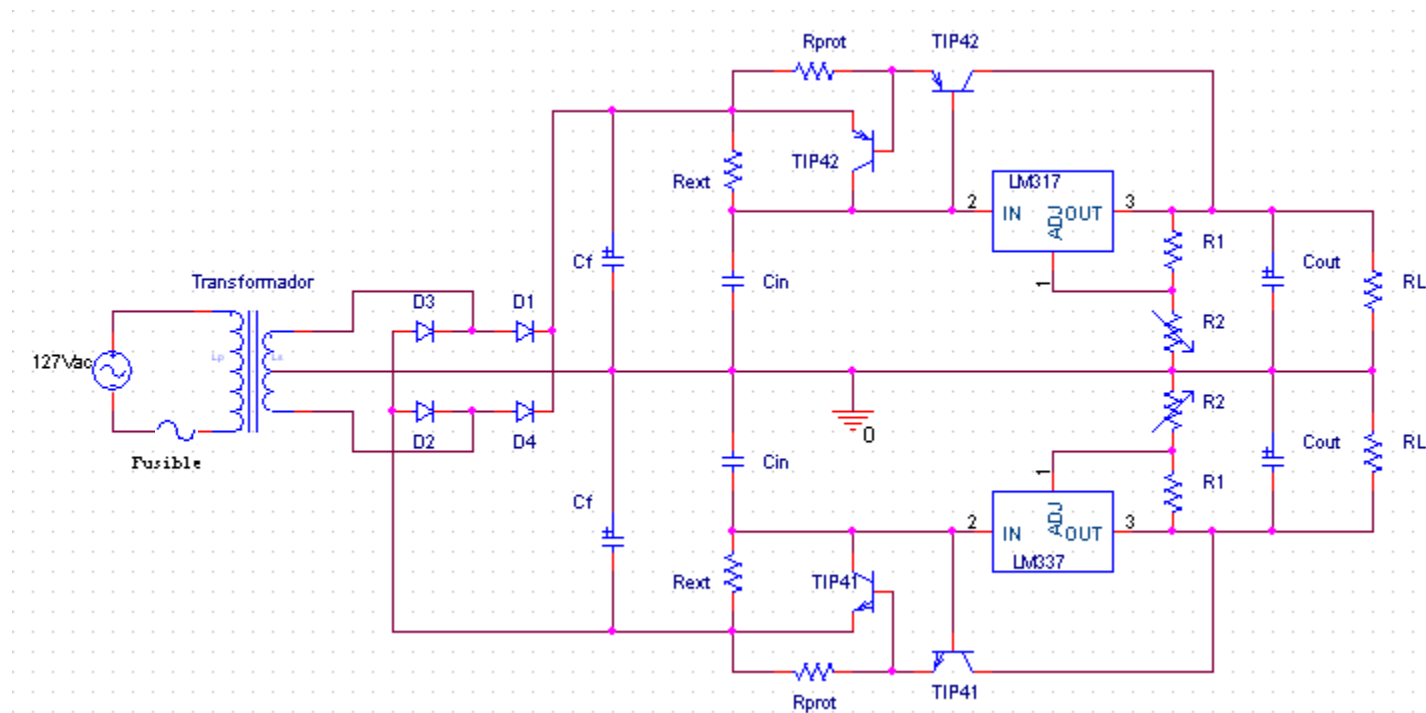 Rprot
TIP42
TIP42
Rext
LM317
2
IN
ADJ
OUT
3
1
R1
Cf
Cin
Cout
RL
Transformador
D3
D1
R2
127Vac
Lp
Ls
D2
D4
0
R2
Fusible
Cin
Cout
RL
1
R1
Cf
2
IN
ADJ
OUT
3
LM337
Rext
TIP41
TIP41
Rprot